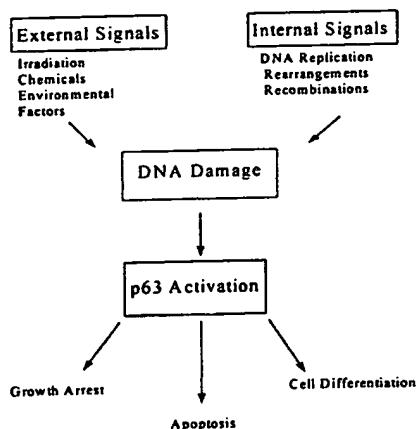 External Signals
Irradiation
Chemicals
Environmental
Factors
Internal Signals
DNA Replication
Rearrangements
Recombinations
DNA Damage
p63 Activation
Growth Arrest
Apoptosis
Cell Differentiation